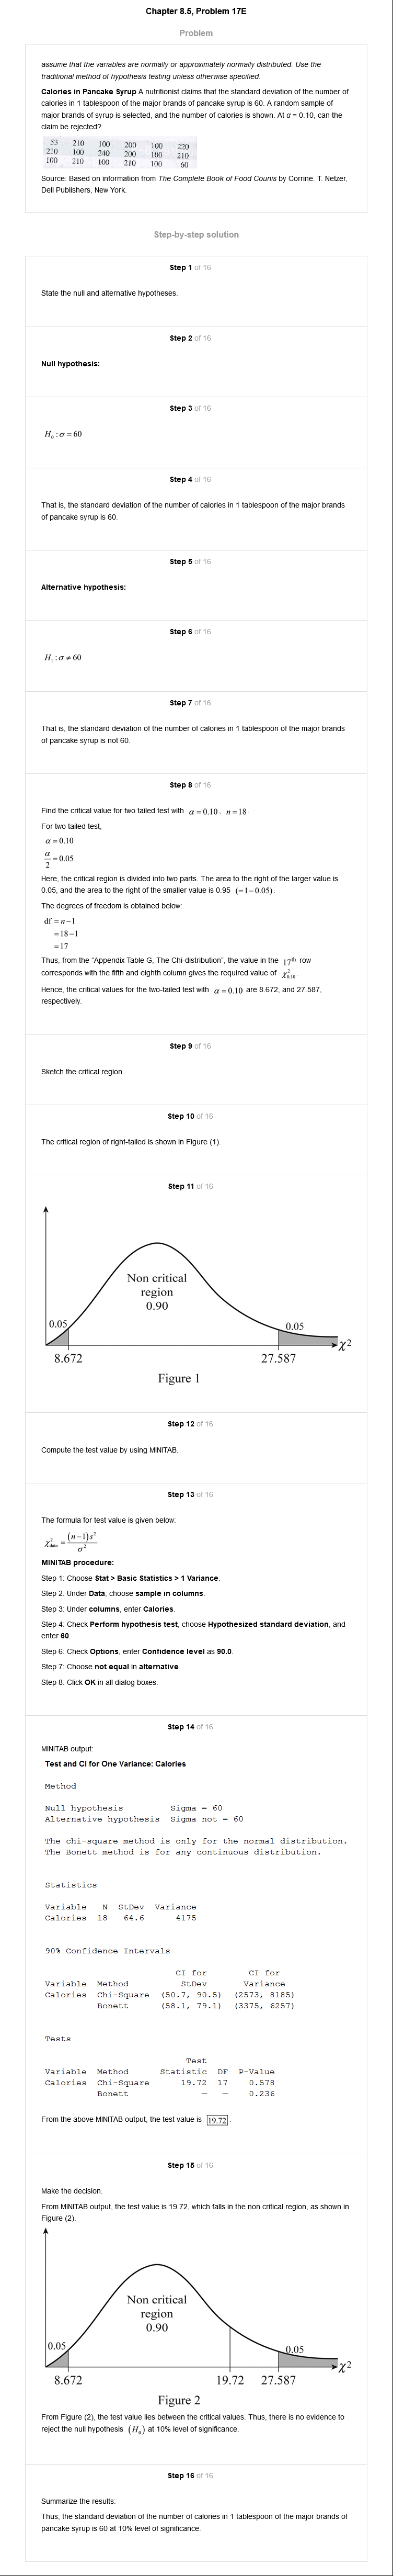 Chapter 8.5, Problem 17E
Problem
assume that the variables are normally or approximately normally distributed. Use the
traditional method of hypothesis testing unless otherwise specified.
Calories in Pancake Syrup A nutritionist claims that the standard deviation of the number of
calories in 1 tablespoon of the major brands of pancake syrup is 60. A random sample of
major brands of syrup is selected, and the number of calories is shown. At α = 0.10, can the
claim be rejected?
53 210 100 200 100 220
210 100 240 200 100 210
100 210 100 210 100 60
Source: Based on information from The Complete Book of Food Counis by Corrine. T. Netzer,
Dell Publishers, New York.
Step-by-step solution
Step 1 of 16
State the null and alternative hypotheses.
Step 2 of 16
Null hypothesis:
Step 3 of 16
H₀ : σ = 60
Step 4 of 16
That is, the standard deviation of the number of calories in 1 tablespoon of the major brands
of pancake syrup is 60.
Step 5 of 16
Alternative hypothesis:
Step 6 of 16
H₁ : σ ≠ 60
Step 7 of 16
That is, the standard deviation of the number of calories in 1 tablespoon of the major brands
of pancake syrup is not 60.
Step 8 of 16
Find the critical value for two tailed test with α = 0.10, n = 18.
For two tailed test,
α = 0.10
α/2 = 0.05
Here, the critical region is divided into two parts. The area to the right of the larger value is
0.05, and the area to the right of the smaller value is 0.95 (=1−0.05).
The degrees of freedom is obtained below:
df = n−1
=18−1
=17
Thus, from the "Appendix Table G, The Chi-distribution", the value in the 17th row
corresponds with the fifth and eighth column gives the required value of χ²0.10.
Hence, the critical values for the two-tailed test with α = 0.10 are 8.672, and 27.587,
respectively.
Step 9 of 16
Sketch the critical region.
Step 10 of 16
The critical region of right-tailed is shown in Figure (1).
Step 11 of 16
Non critical
region
0.90
0.05
0.05
χ2
8.672
27.587
Figure 1
Step 12 of 16
Compute the test value by using MINITAB.
Step 13 of 16
The formula for test value is given below:
χ²data = (n−1)s²/σ²
MINITAB procedure:
Step 1: Choose Stat > Basic Statistics > 1 Variance.
Step 2: Under Data, choose sample in columns.
Step 3: Under columns, enter Calories.
Step 4: Check Perform hypothesis test, choose Hypothesized standard deviation, and
enter 60.
Step 6: Check Options, enter Confidence level as 90.0.
Step 7: Choose not equal in alternative.
Step 8: Click OK in all dialog boxes.
Step 14 of 16
MINITAB output:
Test and CI for One Variance: Calories
Method
Null hypothesis Sigma = 60
Alternative hypothesis Sigma not = 60
The chi-square method is only for the normal distribution.
The Bonett method is for any continuous distribution.
Statistics
Variable N StDev Variance
Calories 18 64.6 4175
90% Confidence Intervals
CI for CI for
Variable Method StDev Variance
Calories Chi-Square (50.7, 90.5) (2573, 8185)
Bonett (58.1, 79.1) (3375, 6257)
Tests
Test
Variable Method Statistic DF P-Value
Calories Chi-Square 19.72 17 0.578
Bonett — — 0.236
From the above MINITAB output, the test value is 19.72.
Step 15 of 16
Make the decision.
From MINITAB output, the test value is 19.72, which falls in the non critical region, as shown in
Figure (2).
Non critical
region
0.90
0.05
0.05
χ2
8.672
19.72
27.587
Figure 2
From Figure (2), the test value lies between the critical values. Thus, there is no evidence to
reject the null hypothesis (H₀) at 10% level of significance.
Step 16 of 16
Summarize the results:
Thus, the standard deviation of the number of calories in 1 tablespoon of the major brands of
pancake syrup is 60 at 10% level of significance.